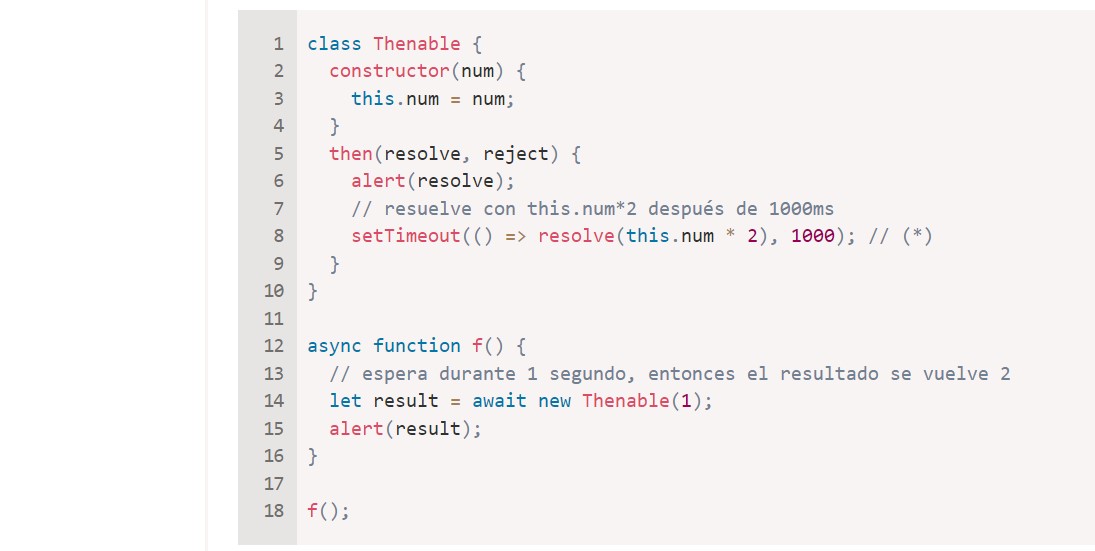 1 class Thenable {
2   constructor(num) {
3     this.num = num;
4   }
5   then(resolve, reject) {
6     alert(resolve);
7     // resuelve con this.num*2 después de 1000ms
8     setTimeout(() => resolve(this.num * 2), 1000); // (*)
9   }
10 }
11
12 async function f() {
13   // espera durante 1 segundo, entonces el resultado se vuelve 2
14   let result = await new Thenable(1);
15   alert(result);
16 }
17
18 f();